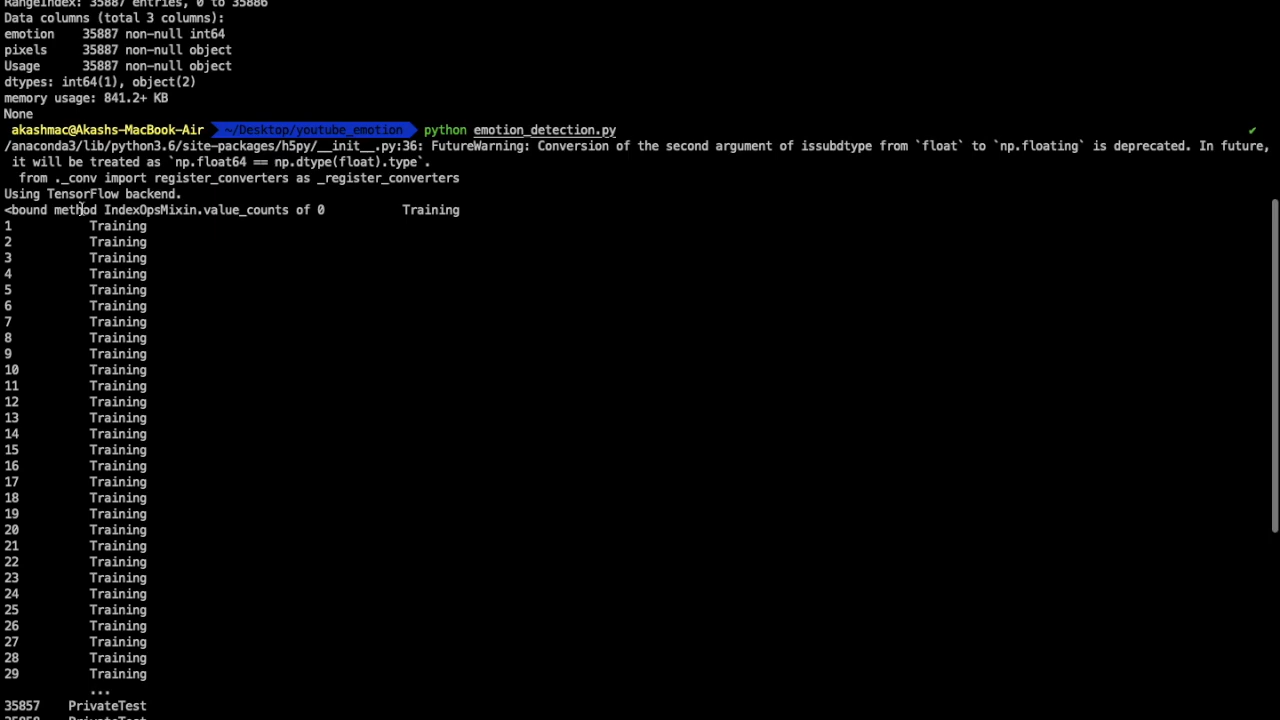 RangeIndex: 35887 entries, 0 to 35886
Data columns (total 3 columns):
emotion    35887 non-null int64
pixels     35887 non-null object
Usage      35887 non-null object
dtypes: int64(1), object(2)
memory usage: 841.2+ KB
None
akashmac@Akashs-MacBook-Air ~/Desktop/youtube_emotion python emotion_detection.py ✔
/anaconda3/lib/python3.6/site-packages/h5py/__init__.py:36: FutureWarning: Conversion of the second argument of issubdtype from `float` to `np.floating` is deprecated. In future,
it will be treated as `np.float64 == np.dtype(float).type`.
from ._conv import register_converters as _register_converters
Using TensorFlow backend.
<bound method IndexOpsMixin.value_counts of 0           Training
1           Training
2           Training
3           Training
4           Training
5           Training
6           Training
7           Training
8           Training
9           Training
10          Training
11          Training
12          Training
13          Training
14          Training
15          Training
16          Training
17          Training
18          Training
19          Training
20          Training
21          Training
22          Training
23          Training
24          Training
25          Training
26          Training
27          Training
28          Training
29          Training
...
35857    PrivateTest
35858    PrivateTest